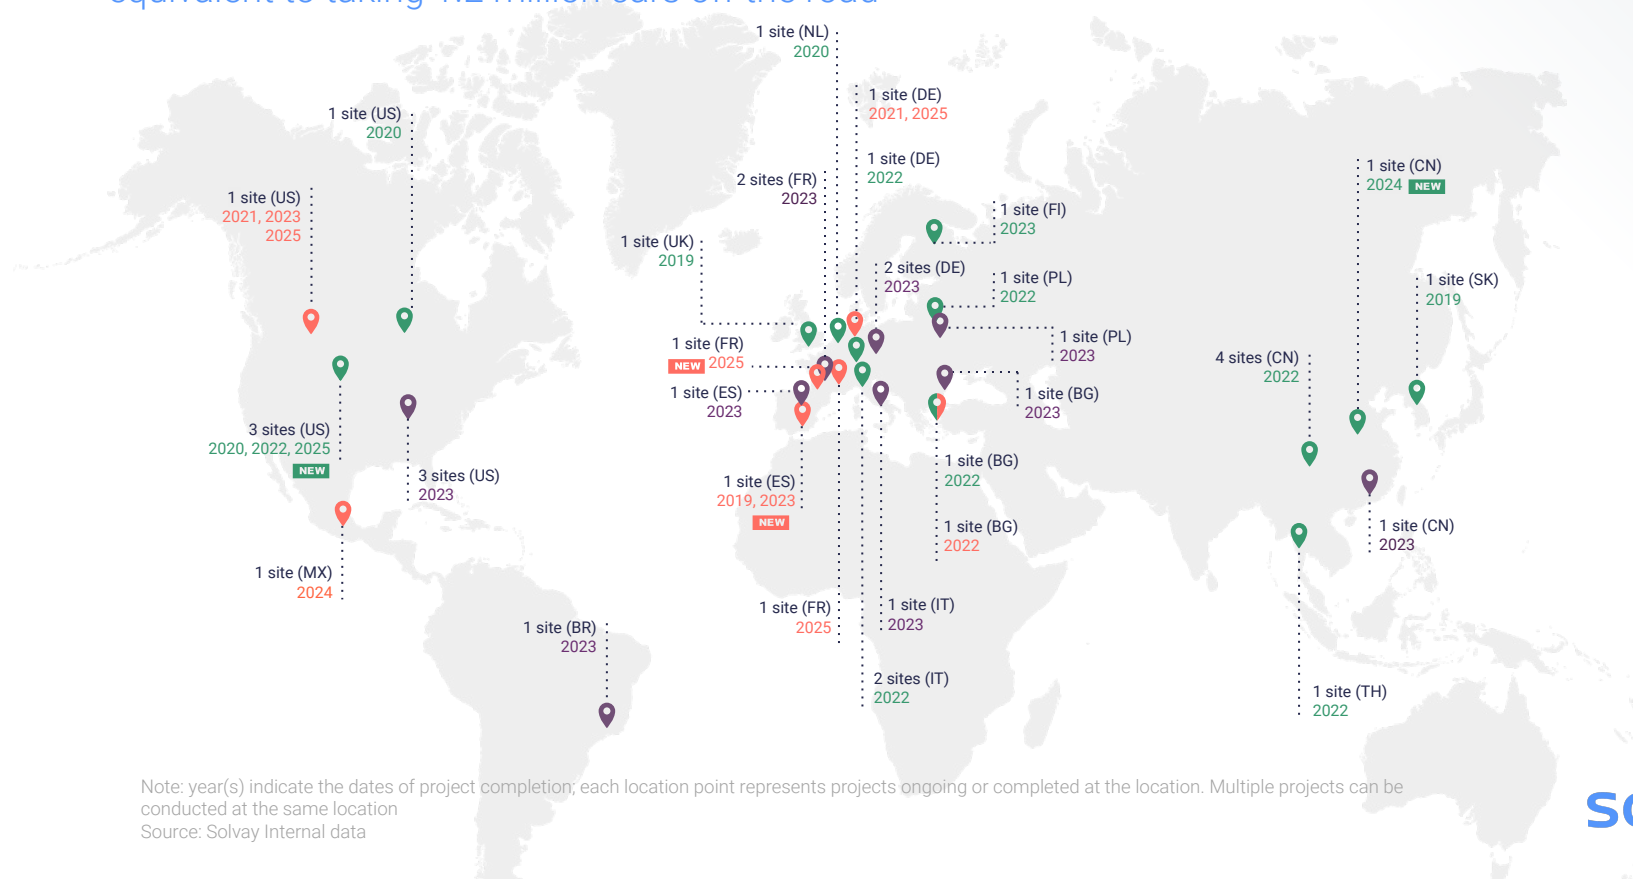 1 site (NL)
2020
1 site (DE)
2021, 2025
1 site (US)
2020
1 site (DE)
2022
1 site (CN)
2024 NEW
2 sites (FR)
2023
1 site (US)
2021, 2023
2025
1 site (FI)
2023
1 site (UK)
2019
2 sites (DE)
2023
1 site (PL)
2022
1 site (SK)
2019
1 site (PL)
2023
1 site (FR)
NEW 2025
4 sites (CN)
2022
1 site (ES)
2023
1 site (BG)
2023
3 sites (US)
2020, 2022, 2025
NEW
1 site (BG)
2022
3 sites (US)
2023
1 site (ES)
2019, 2023
NEW
1 site (BG)
2022
1 site (CN)
2023
1 site (MX)
2024
1 site (FR)
2025
1 site (IT)
2023
1 site (BR)
2023
2 sites (IT)
2022
1 site (TH)
2022
Note: year(s) indicate the dates of project completion; each location point represents projects ongoing or completed at the location. Multiple projects can be
conducted at the same location
Source: Solvay Internal data